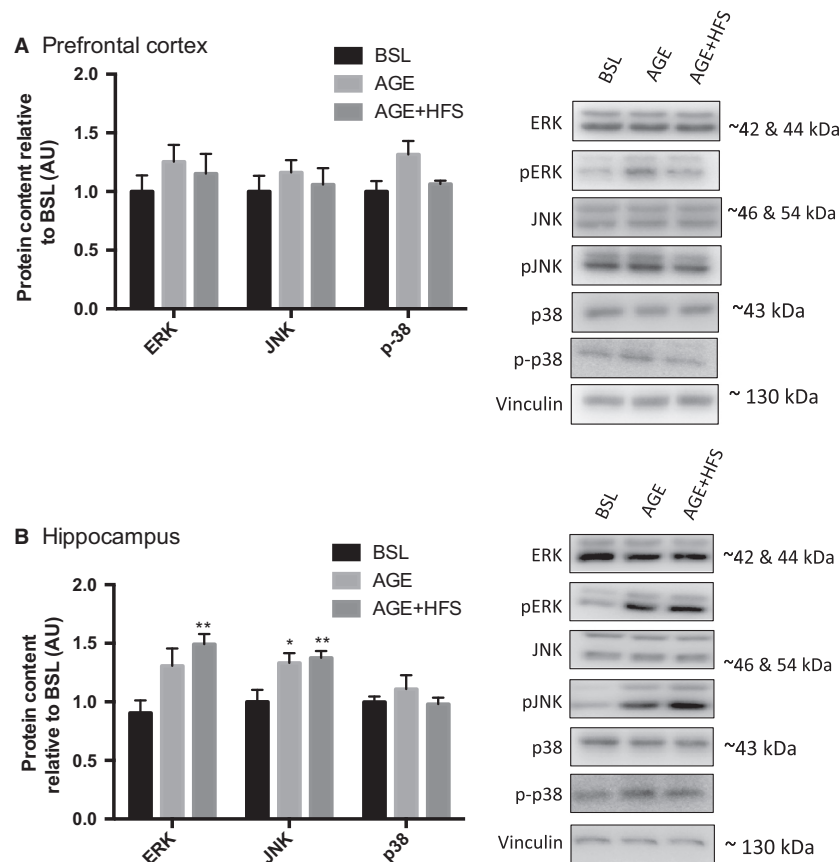 A Prefrontal cortex
BSL
AGE
AGE+HFS
Protein content relative
to BSL (AU)
2.0
1.5
1.0
0.5
0.0
ERK
JNK
p-38
BSL
AGE
AGE+HFS
ERK
~42 & 44 kDa
pERK
JNK
~46 & 54 kDa
pJNK
p38
~43 kDa
p-p38
Vinculin
~ 130 kDa
B Hippocampus
BSL
AGE
AGE+HFS
Protein content
relative to BSL (AU)
2.0
1.5
1.0
0.5
0.0
**
*
**
ERK
JNK
p38
BSL
AGE
AGE+HFS
ERK
~42 & 44 kDa
pERK
JNK
~46 & 54 kDa
pJNK
p38
~43 kDa
p-p38
Vinculin
~ 130 kDa